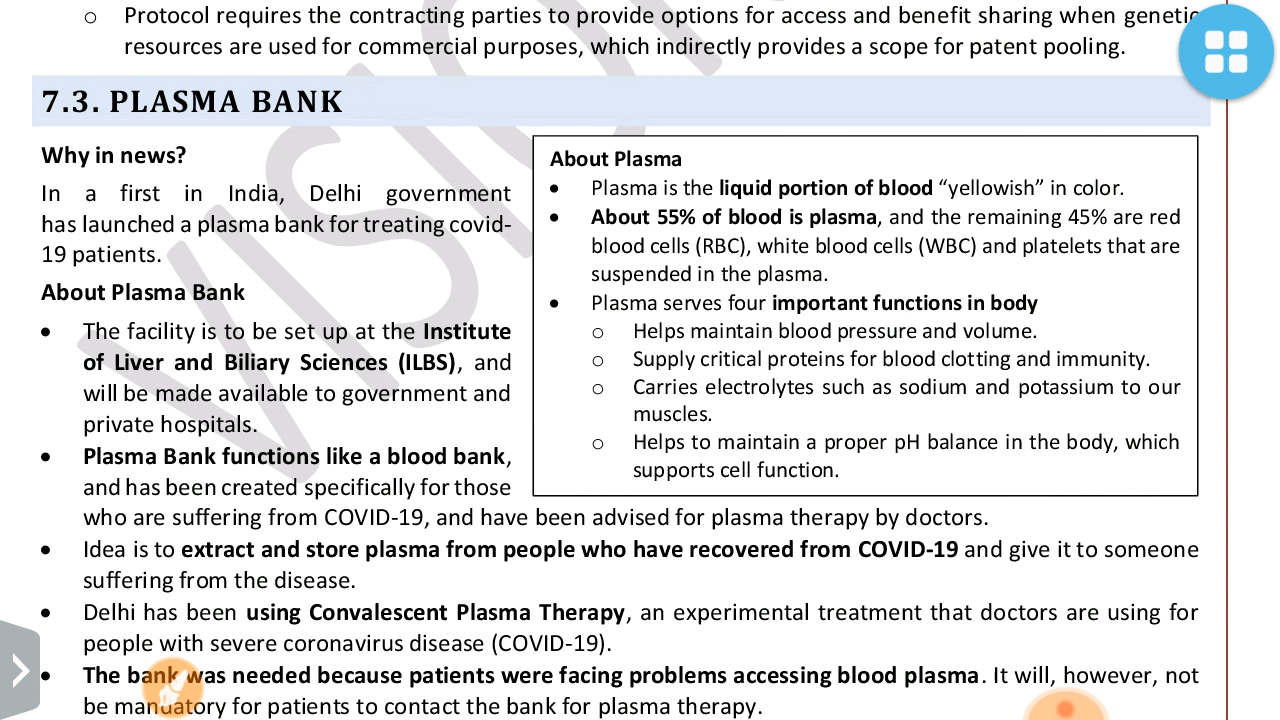 o Protocol requires the contracting parties to provide options for access and benefit sharing when genetic
resources are used for commercial purposes, which indirectly provides a scope for patent pooling.
7.3. PLASMA BANK
Why in news?
In a first in India, Delhi government
has launched a plasma bank for treating covid-
19 patients.
About Plasma Bank
• The facility is to be set up at the Institute
of Liver and Biliary Sciences (ILBS), and
will be made available to government and
private hospitals.
• Plasma Bank functions like a blood bank,
and has been created specifically for those
who are suffering from COVID-19, and have been advised for plasma therapy by doctors.
• Idea is to extract and store plasma from people who have recovered from COVID-19 and give it to someone
suffering from the disease.
• Delhi has been using Convalescent Plasma Therapy, an experimental treatment that doctors are using for
people with severe coronavirus disease (COVID-19).
• The bank was needed because patients were facing problems accessing blood plasma. It will, however, not
be mandatory for patients to contact the bank for plasma therapy.
About Plasma
• Plasma is the liquid portion of blood “yellowish” in color.
• About 55% of blood is plasma, and the remaining 45% are red
blood cells (RBC), white blood cells (WBC) and platelets that are
suspended in the plasma.
• Plasma serves four important functions in body
o Helps maintain blood pressure and volume.
o Supply critical proteins for blood clotting and immunity.
o Carries electrolytes such as sodium and potassium to our
muscles.
o Helps to maintain a proper pH balance in the body, which
supports cell function.
VISIO